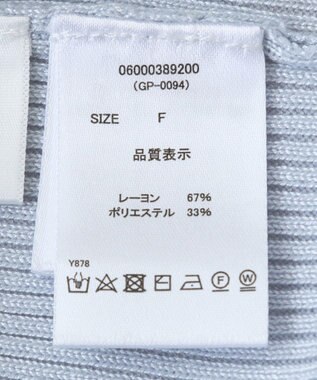 06000389200
(GP-0094)
SIZE F
品質表示
レーヨン 67%
ポリエステル 33%
Y878
F
W